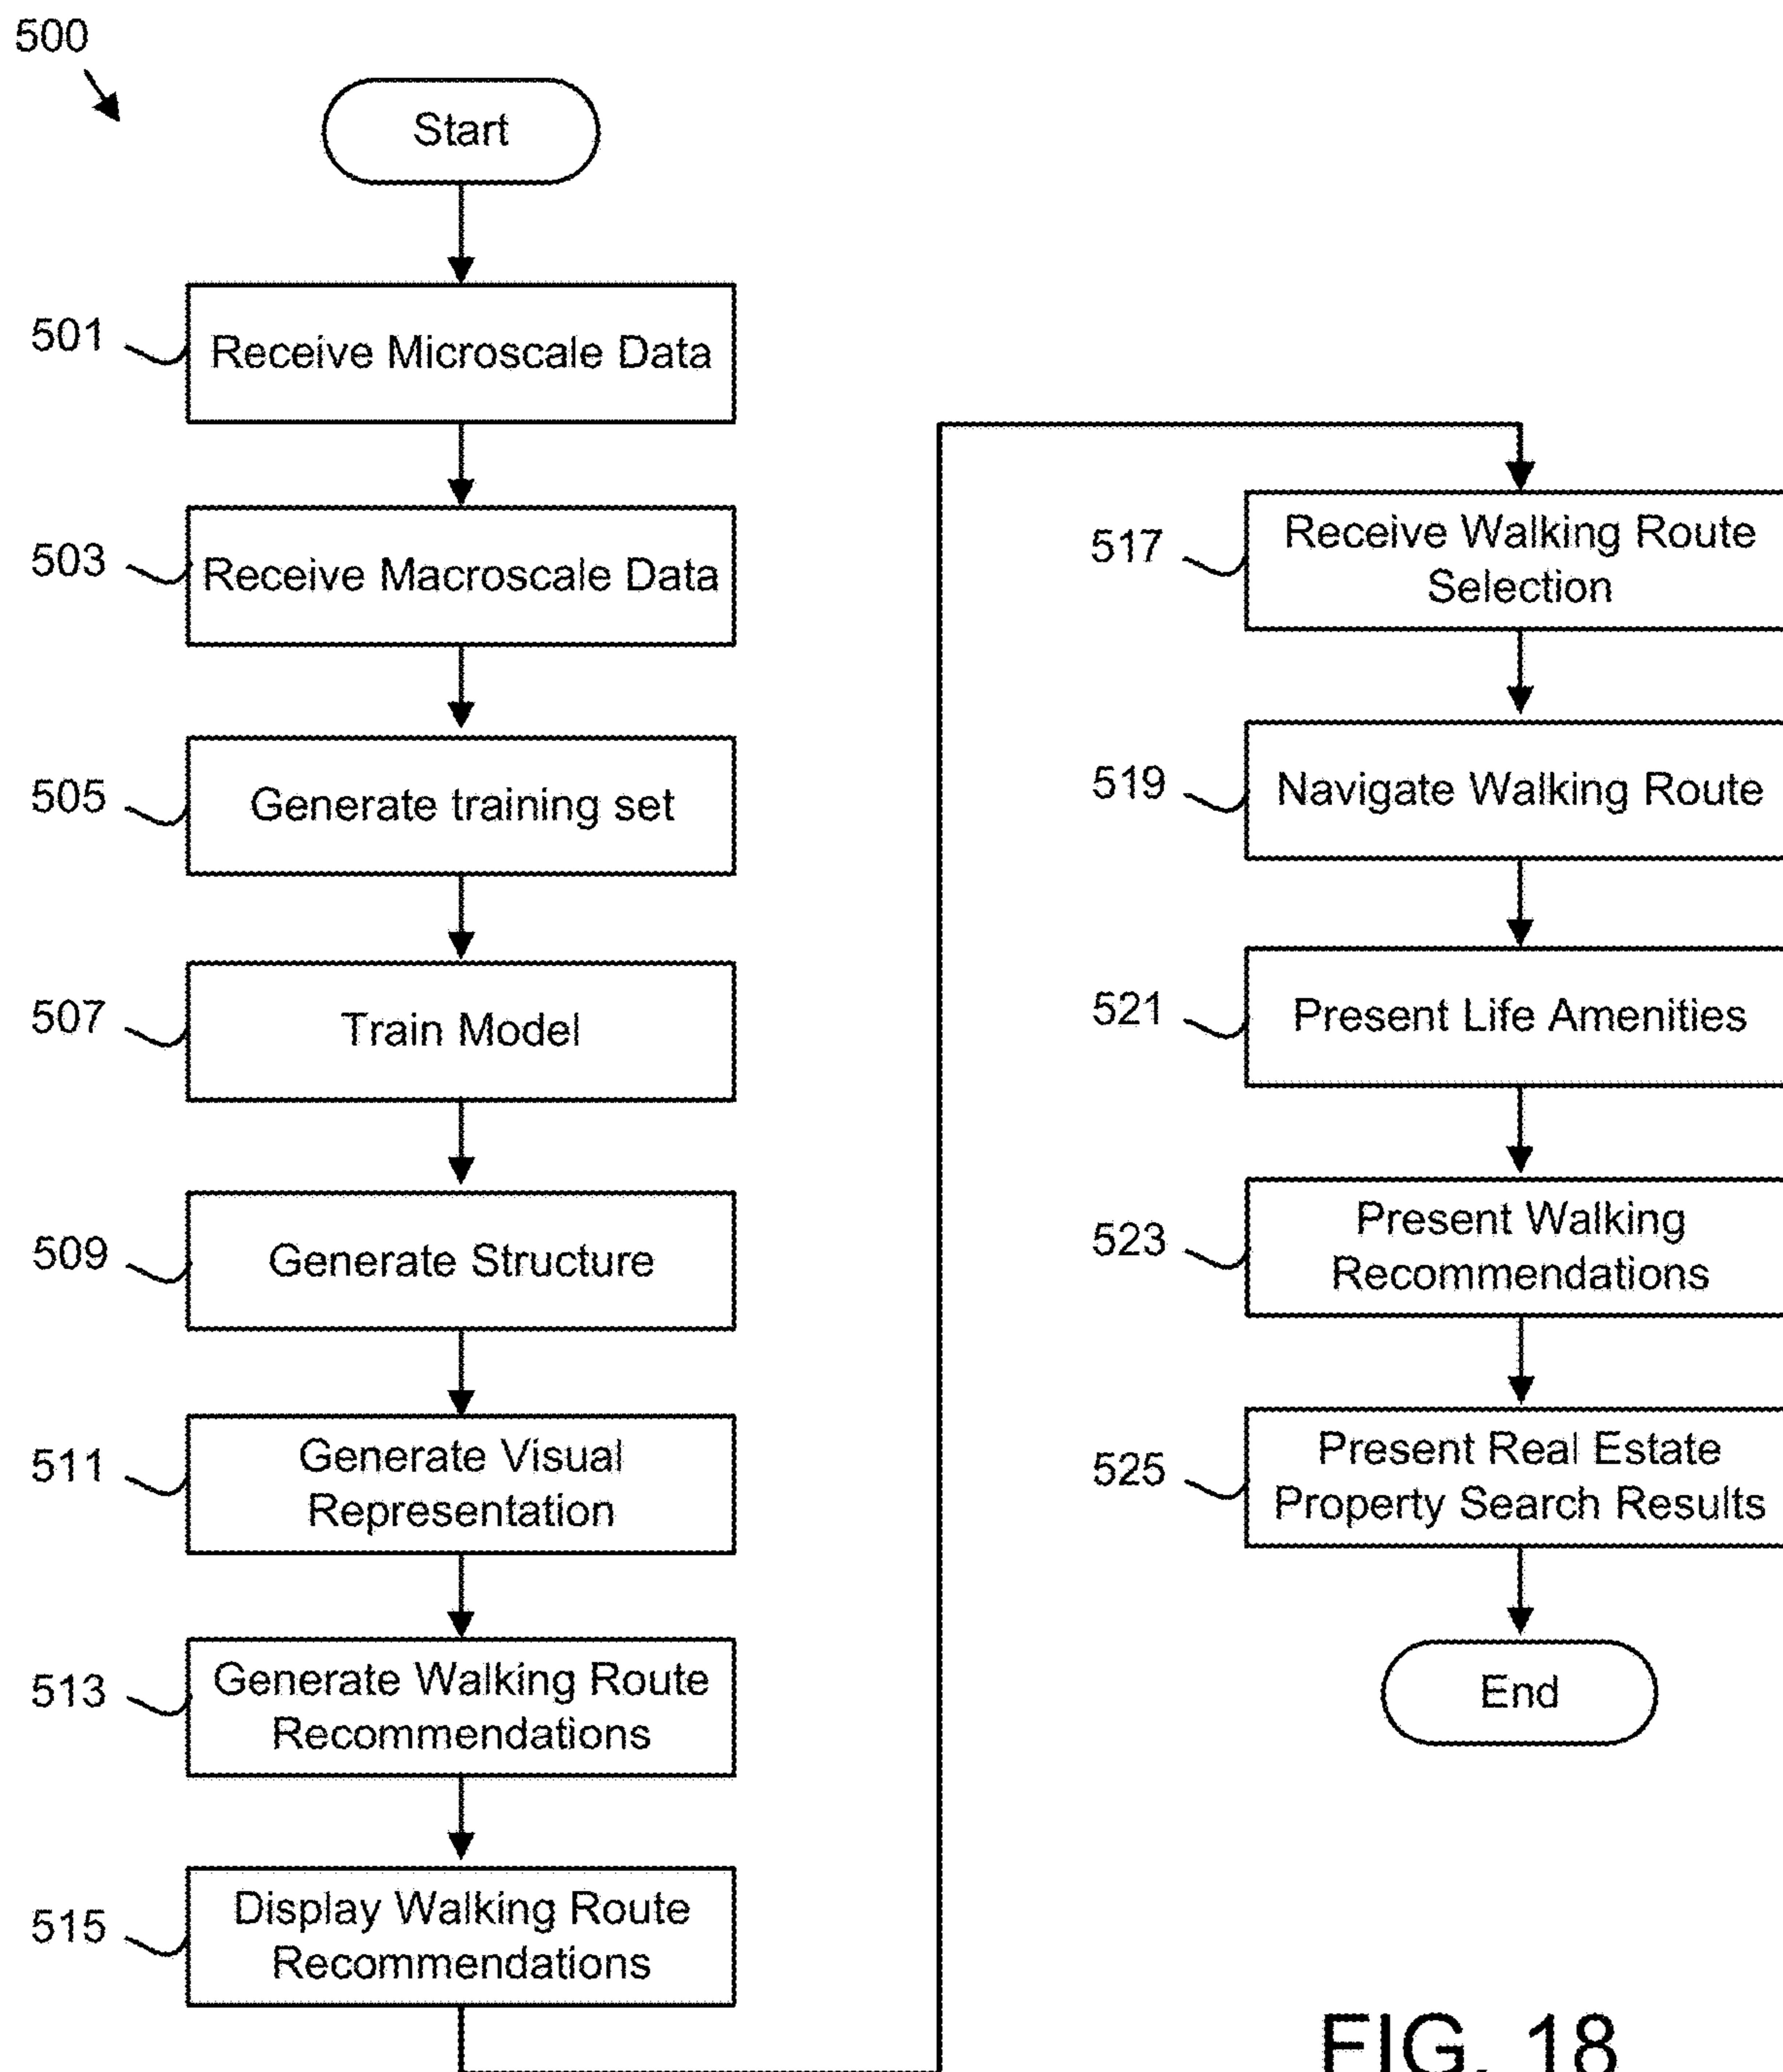 500
Start
501
Receive Microscale Data
503
Receive Macroscale Data
505
Generate training set
507
Train Model
509
Generate Structure
511
Generate Visual
Representation
513
Generate Walking Route
Recommendations
515
Display Walking Route
Recommendations
517
Receive Walking Route
Selection
519
Navigate Walking Route
521
Present Life Amenities
523
Present Walking
Recommendations
525
Present Real Estate
Property Search Results
End
FIG. 18